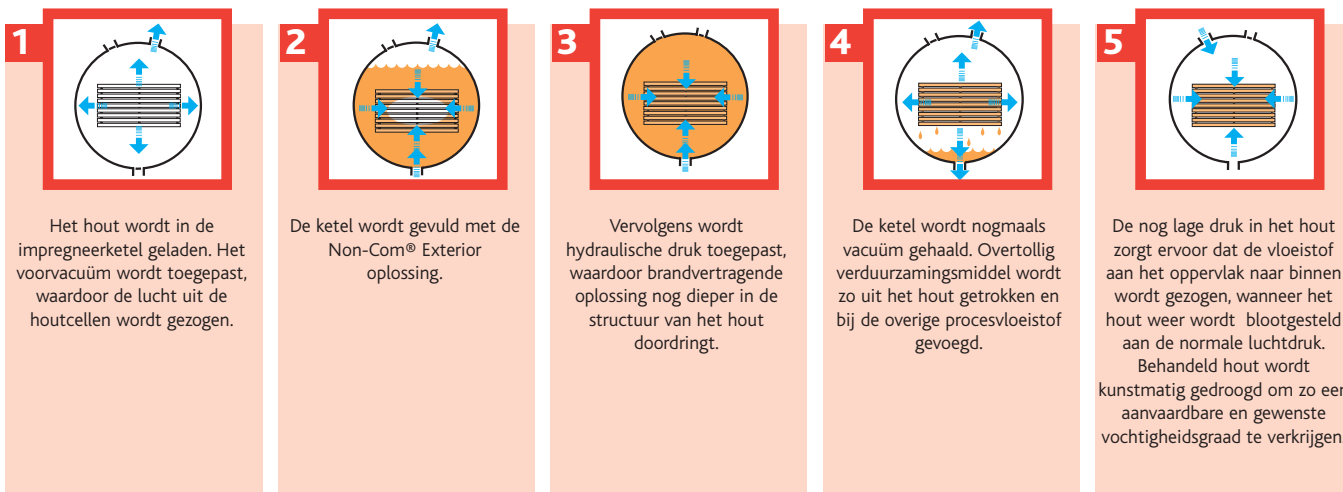 1
Het hout wordt in de
impregneerketel geladen. Het
voorvacuüm wordt toegepast,
waardoor de lucht uit de
houtcellen wordt gezogen.
2
De ketel wordt gevuld met de
Non-Com® Exterior
oplossing.
3
Vervolgens wordt
hydraulische druk toegepast,
waardoor brandvertragende
oplossing nog dieper in de
structuur van het hout
doordringt.
4
De ketel wordt nogmaals
vacuüm gehaald. Overtollig
verduurzamingsmiddel wordt
zo uit het hout getrokken en
bij de overige procesvloeistof
gevoegd.
5
De nog lage druk in het hout
zorgt ervoor dat de vloeistof
aan het oppervlak naar binnen
wordt gezogen, wanneer het
hout weer wordt blootgesteld
aan de normale luchtdruk.
Behandeld hout wordt
kunstmatig gedroogd om zo een
aanvaardbare en gewenste
vochtigheidsgraad te verkrijgen